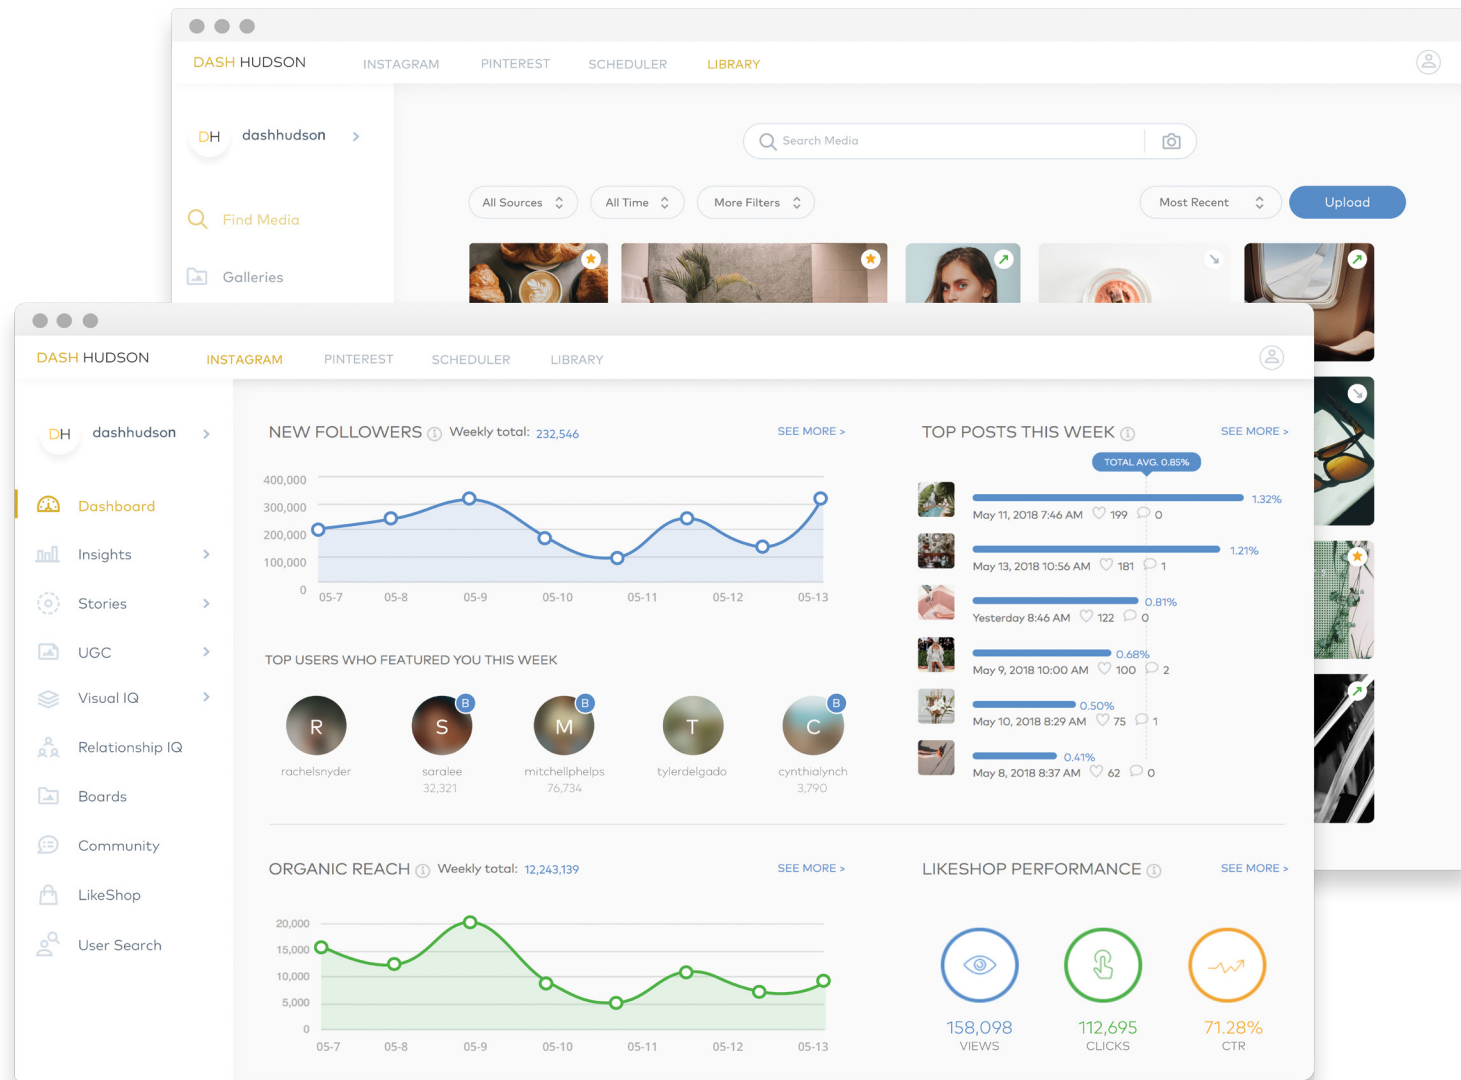 DASH HUDSON INSTAGRAM PINTEREST SCHEDULER LIBRARY
DH dashhudson >
Search Media
All Sources All Time More Filters Most Recent Upload
Find Media
Galleries
DASH HUDSON INSTAGRAM PINTEREST SCHEDULER LIBRARY
DH dashhudson >
Dashboard
Insights >
Stories >
UGC >
Visual IQ >
Relationship IQ
Boards
Community
LikeShop
User Search
NEW FOLLOWERS i Weekly total: 232,546 SEE MORE >
400,000
300,000
200,000
100,000
0
05-7 05-8 05-9 05-10 05-11 05-12 05-13
TOP USERS WHO FEATURED YOU THIS WEEK
R S B M B T C B
rachelsnyder saralee mitchellphelps tylerdelgado cynthialynch
32,321 76,734 3,790
TOP POSTS THIS WEEK i SEE MORE >
TOTAL AVG. 0.85%
1.32%
May 11, 2018 7:46 AM 199 0
1.21%
May 13, 2018 10:56 AM 181 1
0.81%
Yesterday 8:46 AM 122 0
0.68%
May 9, 2018 10:00 AM 100 2
0.50%
May 10, 2018 8:29 AM 75 1
0.41%
May 8, 2018 8:37 AM 62 0
ORGANIC REACH i Weekly total: 12,243,139 SEE MORE >
20,000
15,000
10,000
5,000
0
05-7 05-8 05-9 05-10 05-11 05-12 05-13
LIKESHOP PERFORMANCE i SEE MORE >
158,098 112,695 71.28%
VIEWS CLICKS CTR